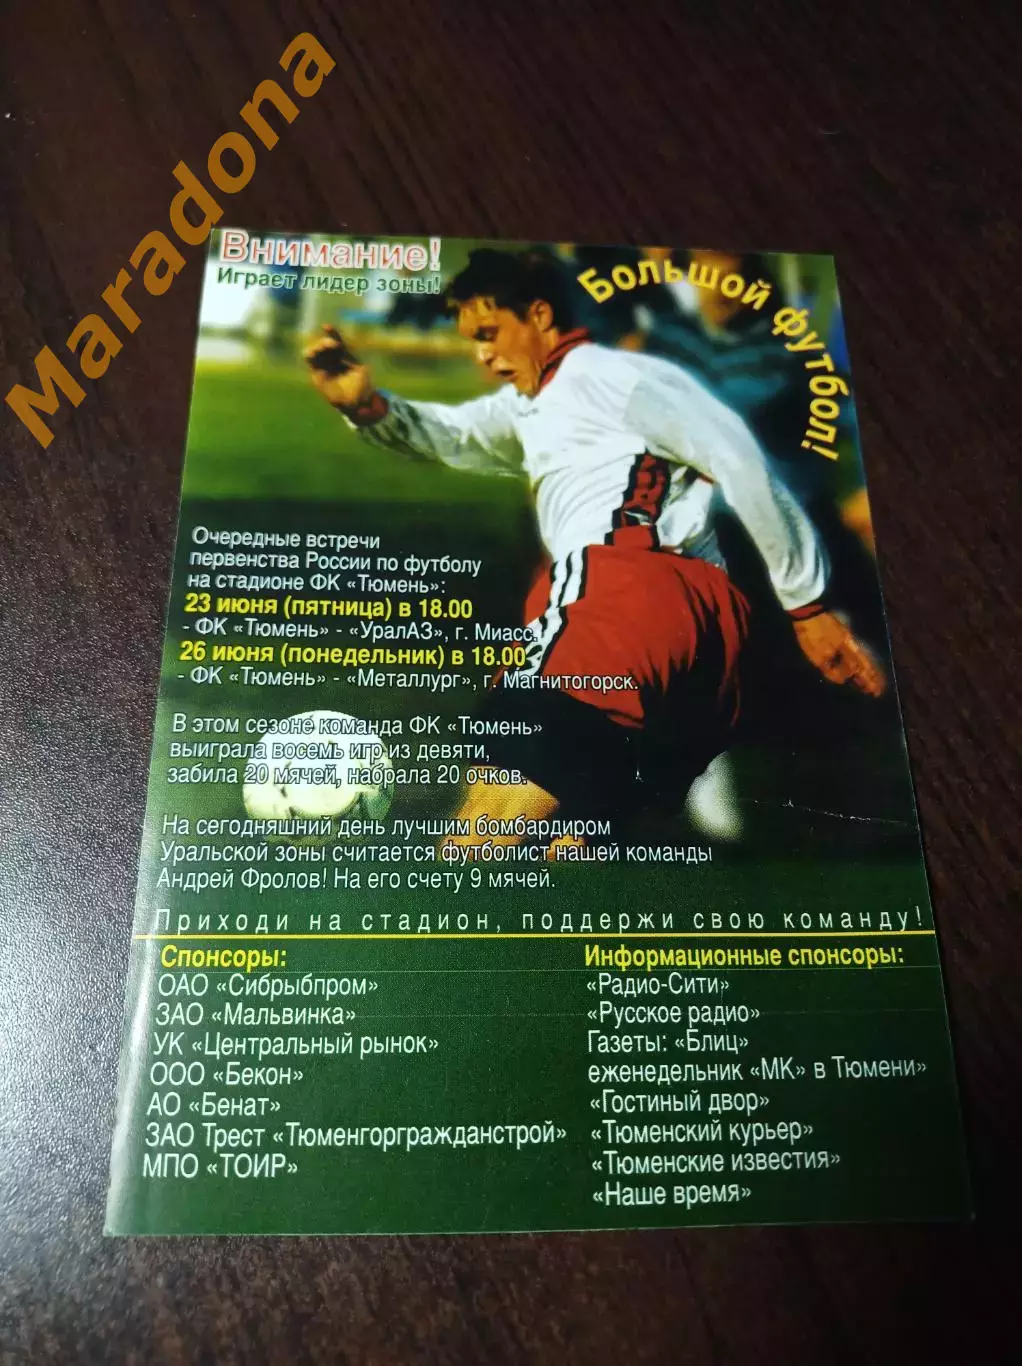 Maradona
Внимание!
Играет лидер зоны!
Большой футбол!
Очередные встречи
первенства России по футболу
на стадионе ФК «Тюмень»:
23 июня (пятница) в 18.00
- ФК «Тюмень» - «УралАЗ», г. Миасс.
26 июня (понедельник) в 18.00
- ФК «Тюмень» - «Металлург», г. Магнитогорск.
В этом сезоне команда ФК «Тюмень»
выиграла восемь игр из девяти,
забила 20 мячей, набрала 20 очков.
На сегодняшний день лучшим бомбардиром
Уральской зоны считается футболист нашей команды
Андрей Фролов! На его счету 9 мячей.
Приходи на стадион, поддержи свою команду!
Спонсоры:
ОАО «Сибрыбпром»
ЗАО «Мальвинка»
УК «Центральный рынок»
ООО «Бекон»
АО «Бенат»
ЗАО Трест «Тюменгоргражданстрой»
МПО «ТОИР»
Информационные спонсоры:
«Радио-Сити»
«Русское радио»
Газеты: «Блиц»
еженедельник «МК» в Тюмени»
«Гостиный двор»
«Тюменский курьер»
«Тюменские известия»
«Наше время»